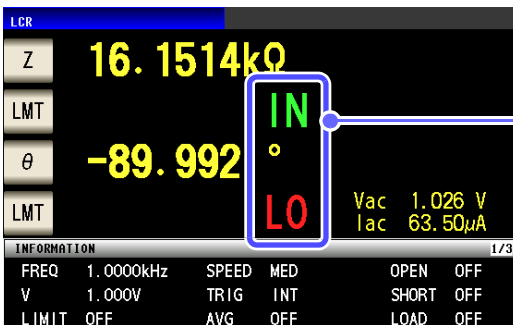 LCR
Z 16.1514kΩ
LMT IN
θ -89.992 °
LMT LO
Vac 1.026 V
Iac 63.50μA
INFORMATION 1/3
FREQ 1.0000kHz SPEED MED OPEN OFF
V 1.000V TRIG INT SHORT OFF
LIMIT OFF AVG OFF LOAD OFF